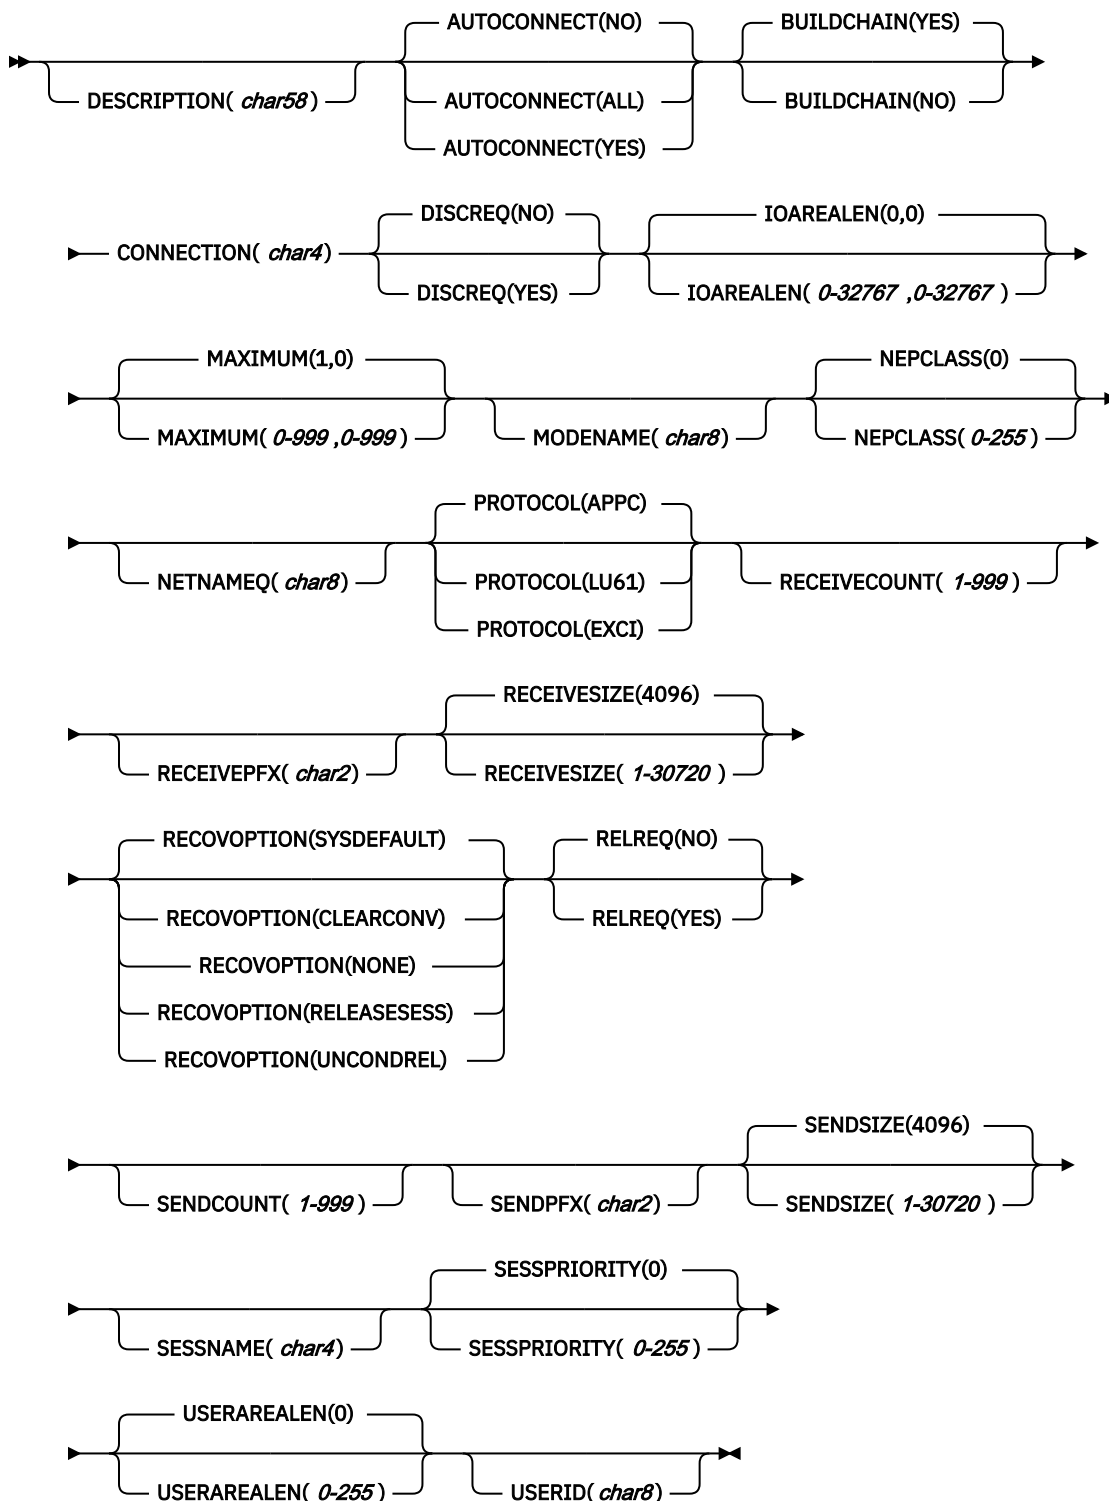 AUTOCONNECT(NO) BUILDCHAIN(YES)
DESCRIPTION( char58 ) AUTOCONNECT(ALL) BUILDCHAIN(NO)
AUTOCONNECT(YES)
DISCREQ(NO) IOAREALEN(0,0)
CONNECTION( char4)
DISCREQ(YES) IOAREALEN( 0-32767 ,0-32767 )
MAXIMUM(1,0) NEPCLASS(0)
MAXIMUM( 0-999 ,0-999 ) MODENAME( char8) NEPCLASS( 0-255 )
PROTOCOL(APPC)
NETNAMEQ( char8) PROTOCOL(LU61) RECEIVECOUNT( 1-999 )
PROTOCOL(EXCI)
RECEIVESIZE(4096)
RECEIVEPFX( char2) RECEIVESIZE( 1-30720 )
RECOVOPTION(SYSDEFAULT) RELREQ(NO)
RECOVOPTION(CLEARCONV) RELREQ(YES)
RECOVOPTION(NONE)
RECOVOPTION(RELEASESESS)
RECOVOPTION(UNCONDREL)
SENDSIZE(4096)
SENDCOUNT( 1-999 ) SENDPFX( char2) SENDSIZE( 1-30720 )
SESSPRIORITY(0)
SESSNAME( char4) SESSPRIORITY( 0-255 )
USERAREALEN(0)
USERAREALEN( 0-255 ) USERID( char8)